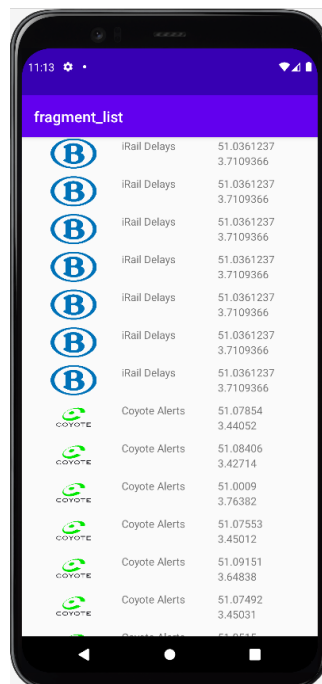 11:13
fragment_list
B iRail Delays 51.0361237
3.7109366
B iRail Delays 51.0361237
3.7109366
B iRail Delays 51.0361237
3.7109366
B iRail Delays 51.0361237
3.7109366
B iRail Delays 51.0361237
3.7109366
B iRail Delays 51.0361237
3.7109366
B iRail Delays 51.0361237
3.7109366
COYOTE Coyote Alerts 51.07854
3.44052
COYOTE Coyote Alerts 51.08406
3.42714
COYOTE Coyote Alerts 51.0009
3.76382
COYOTE Coyote Alerts 51.07553
3.45012
COYOTE Coyote Alerts 51.09151
3.64838
COYOTE Coyote Alerts 51.07492
3.45031